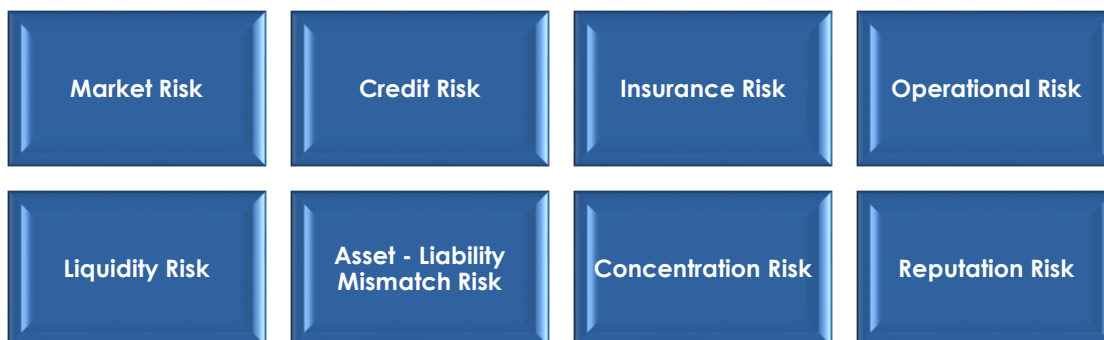 Market Risk
Credit Risk
Insurance Risk
Operational Risk
Liquidity Risk
Asset - Liability
Mismatch Risk
Concentration Risk
Reputation Risk